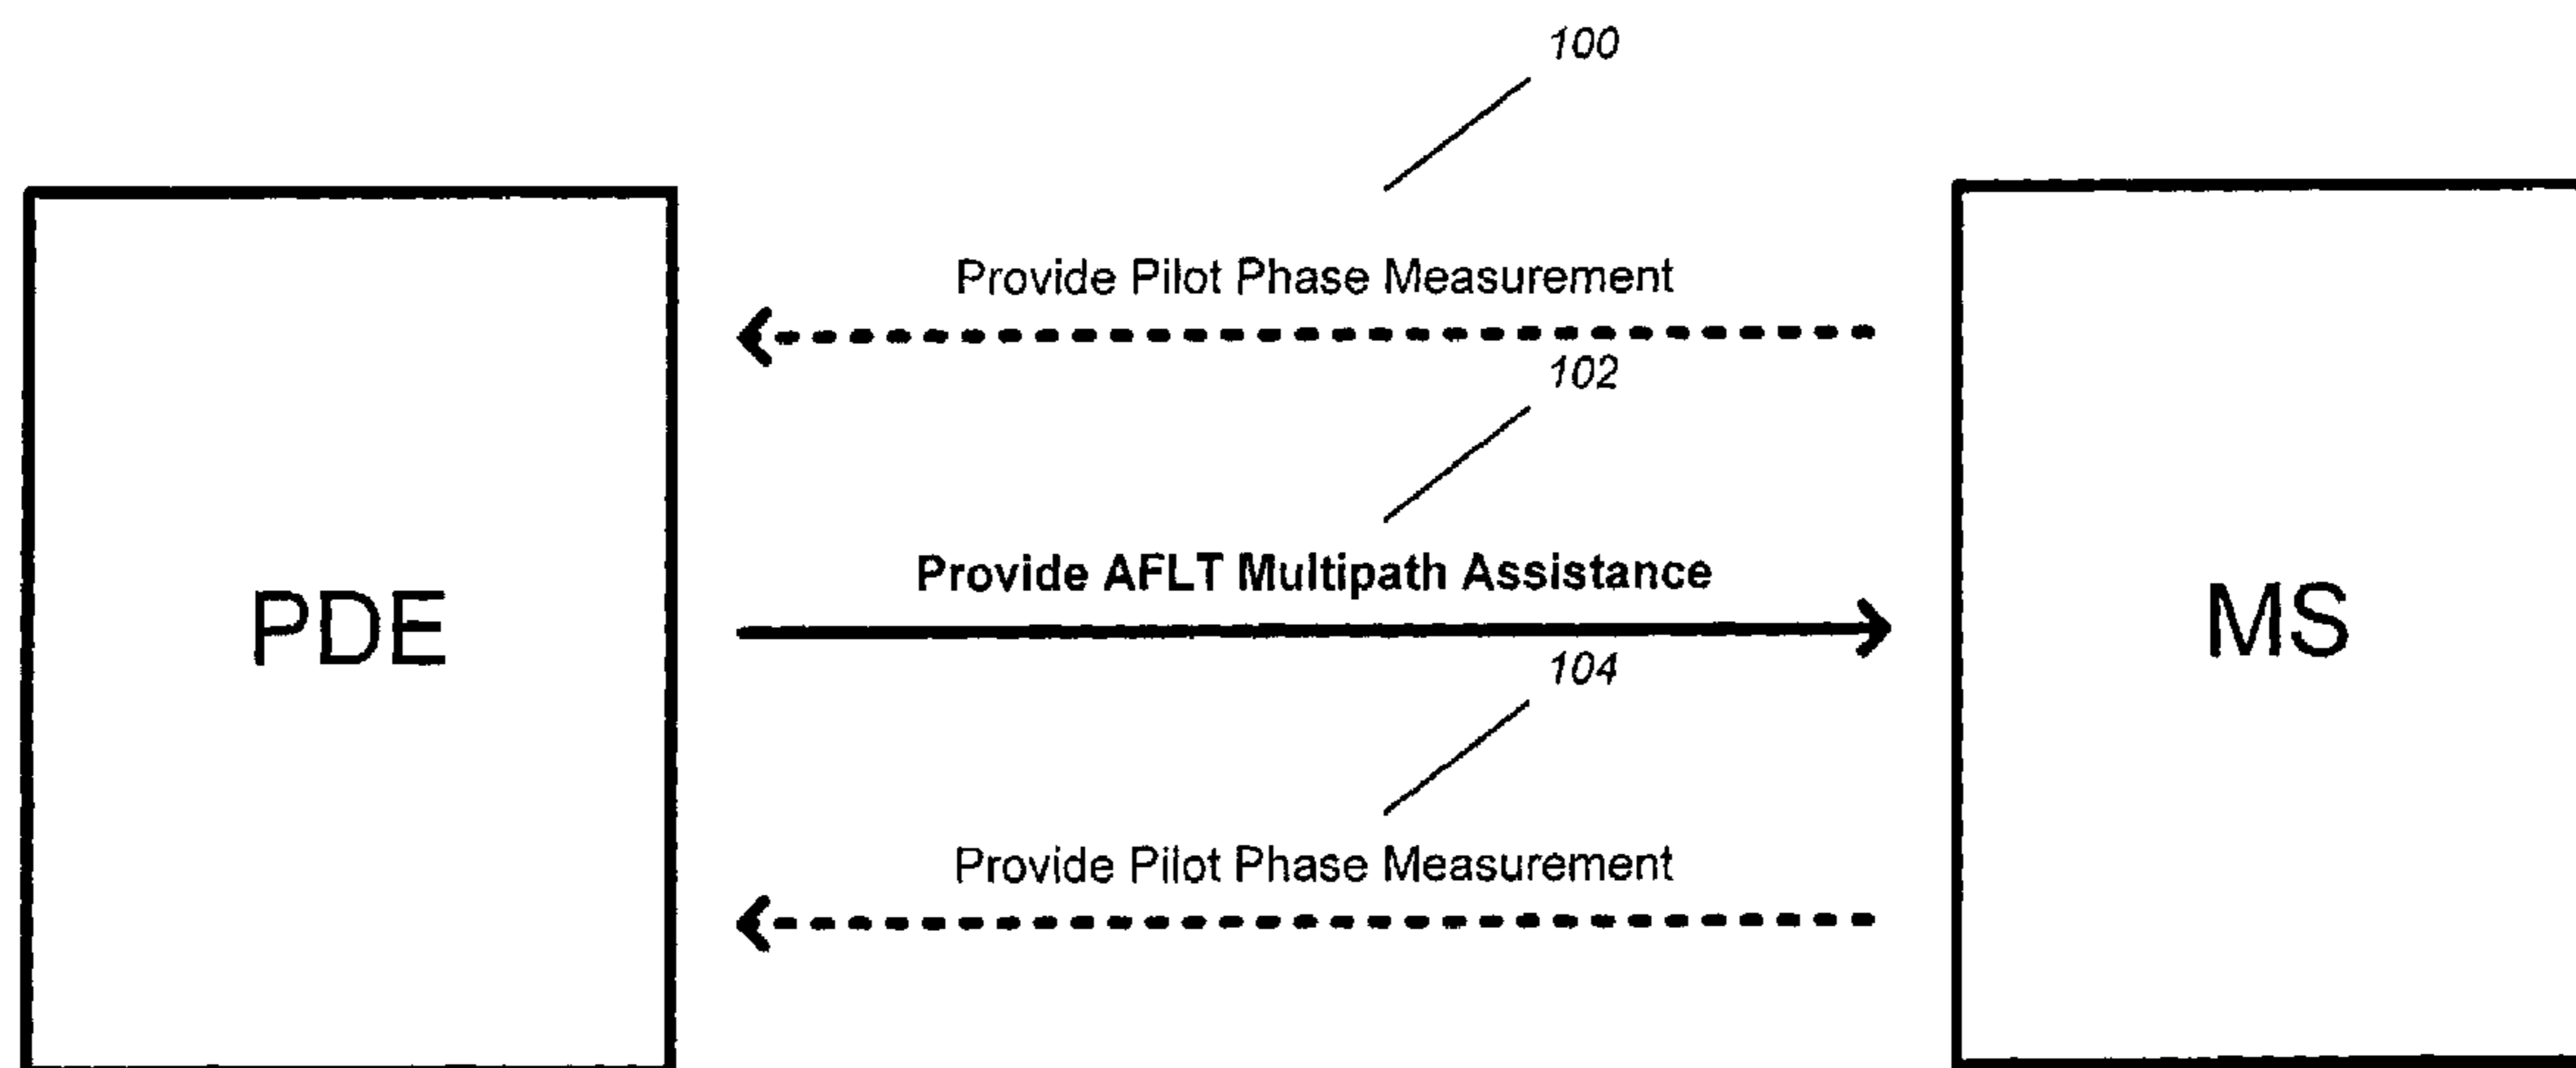 100
Provide Pilot Phase Measurement
102
Provide AFLT Multipath Assistance
PDE
MS
104
Provide Pilot Phase Measurement